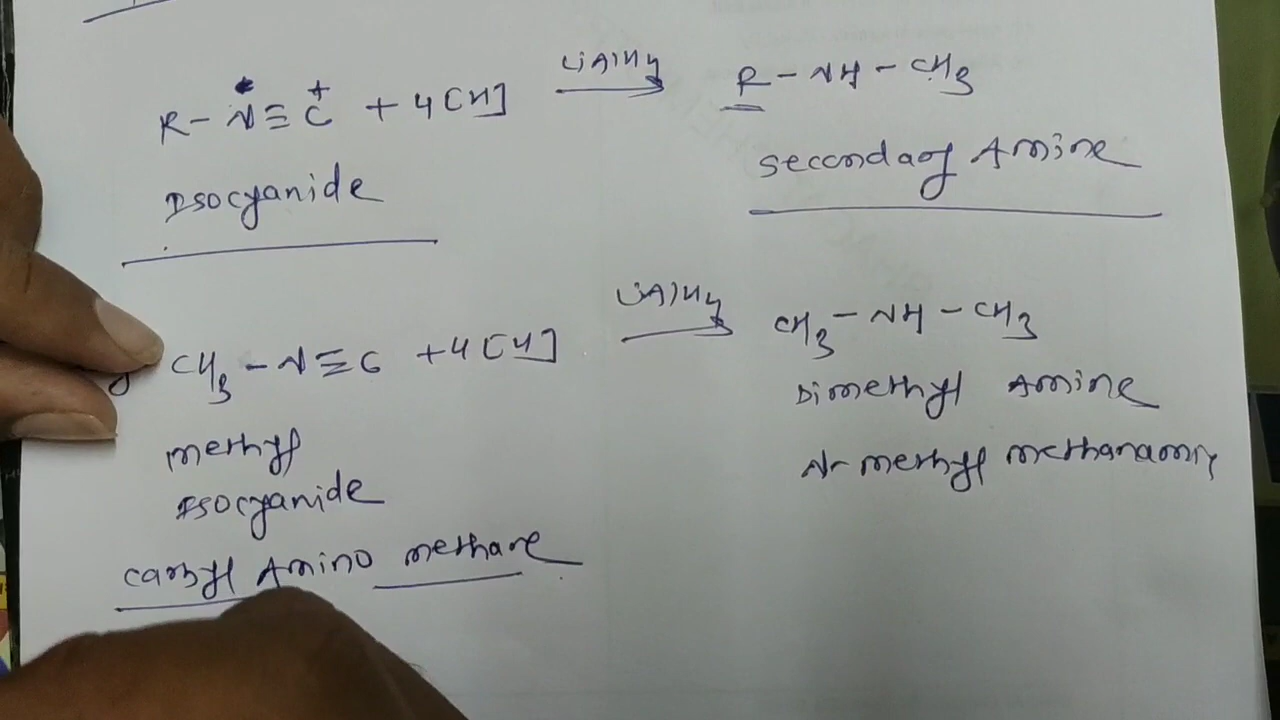 R - N ≡ C⁺ + 4[H] LiAlH₄ → R - NH - CH₃
Isocyanide
secondary Amine
CH₃ - N ≡ C + 4[H] LiAlH₄ → CH₃ - NH - CH₃
methyl
Isocyanide
carbyl Amino methane
Dimethyl Amine
N- methyl methanamin